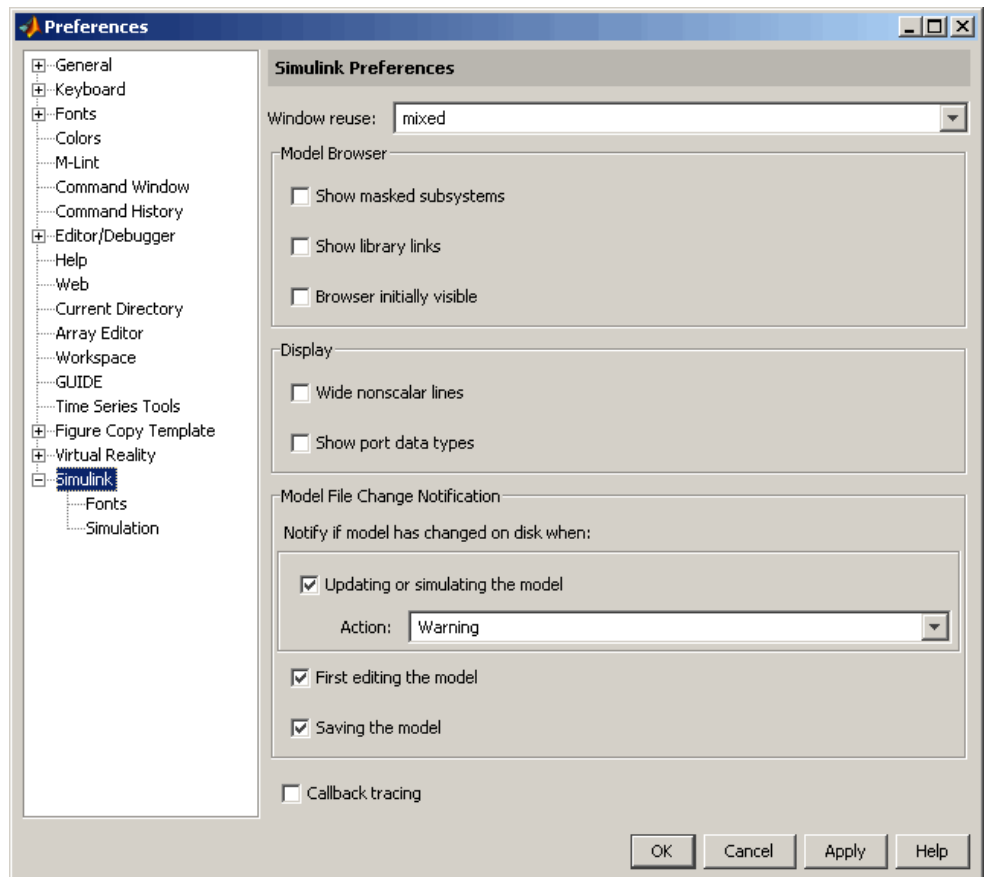 Preferences
General
Keyboard
Fonts
Colors
M-Lint
Command Window
Command History
Editor/Debugger
Help
Web
Current Directory
Array Editor
Workspace
GUIDE
Time Series Tools
Figure Copy Template
Virtual Reality
Simulink
Fonts
Simulation
Simulink Preferences
Window reuse: mixed
Model Browser
Show masked subsystems
Show library links
Browser initially visible
Display
Wide nonscalar lines
Show port data types
Model File Change Notification
Notify if model has changed on disk when:
Updating or simulating the model
Action: Warning
First editing the model
Saving the model
Callback tracing
OK Cancel Apply Help